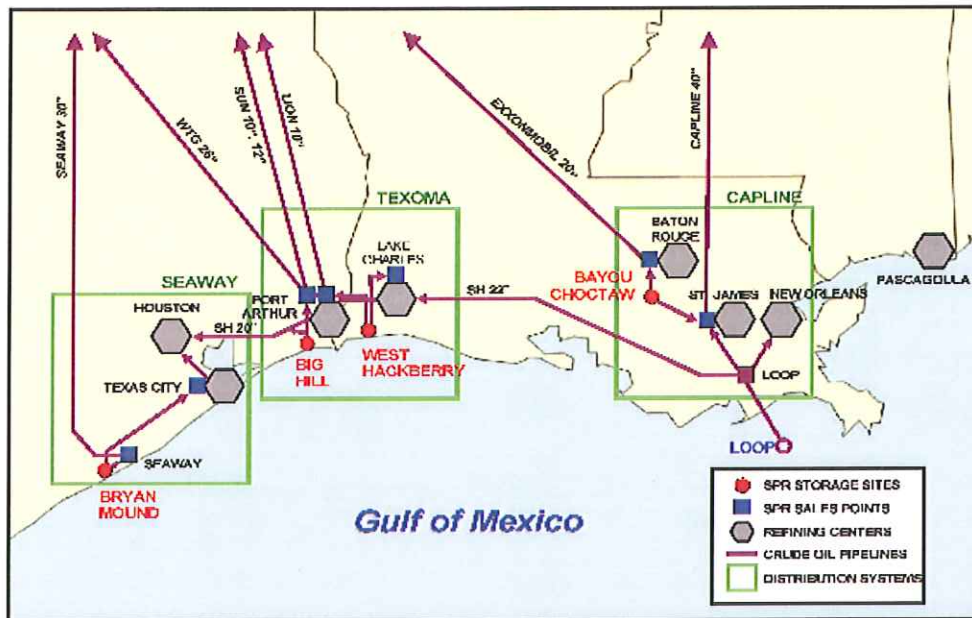 SEAWAY 30"
WTG 26"
SUN 10", 12"
LION 10"
EXXONMOBIL 20"
CAPLINE 40"
TEXOMA
CAPLINE
BATON
ROUGE
LAKE
CHARLES
PASCAGOULA
SEAWAY
BAYOU
CHOCTAW
ST. JAMES
NEW ORLEANS
HOUSTON
PORT
ARTHUR
SH 22"
SH 20"
BIG
HILL
WEST
HACKBERRY
LOOP
TEXAS CITY
LOOP
SEAWAY
BRYAN
MOUND
Gulf of Mexico
SPR STORAGE SITES
SPR SALES POINTS
REFINING CENTERS
CRUDE OIL PIPELINES
DISTRIBUTION SYSTEMS